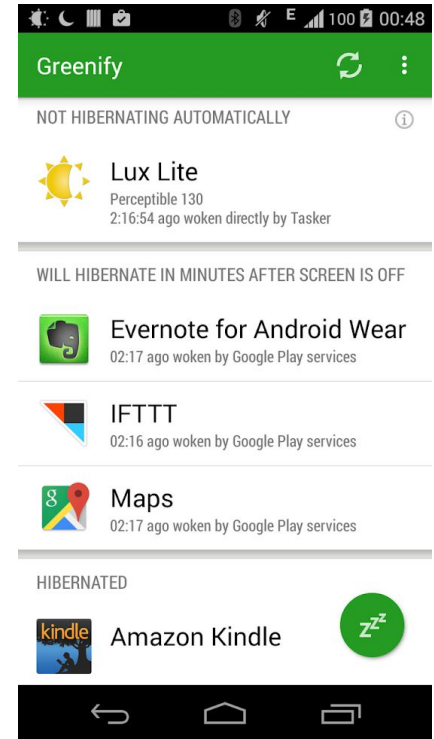 E 100 00:48
Greenify
NOT HIBERNATING AUTOMATICALLY
Lux Lite
Perceptible 130
2:16:54 ago woken directly by Tasker
WILL HIBERNATE IN MINUTES AFTER SCREEN IS OFF
Evernote for Android Wear
02:17 ago woken by Google Play services
IFTTT
02:16 ago woken by Google Play services
8
Maps
02:17 ago woken by Google Play services
HIBERNATED
kindle
Amazon Kindle
zzz